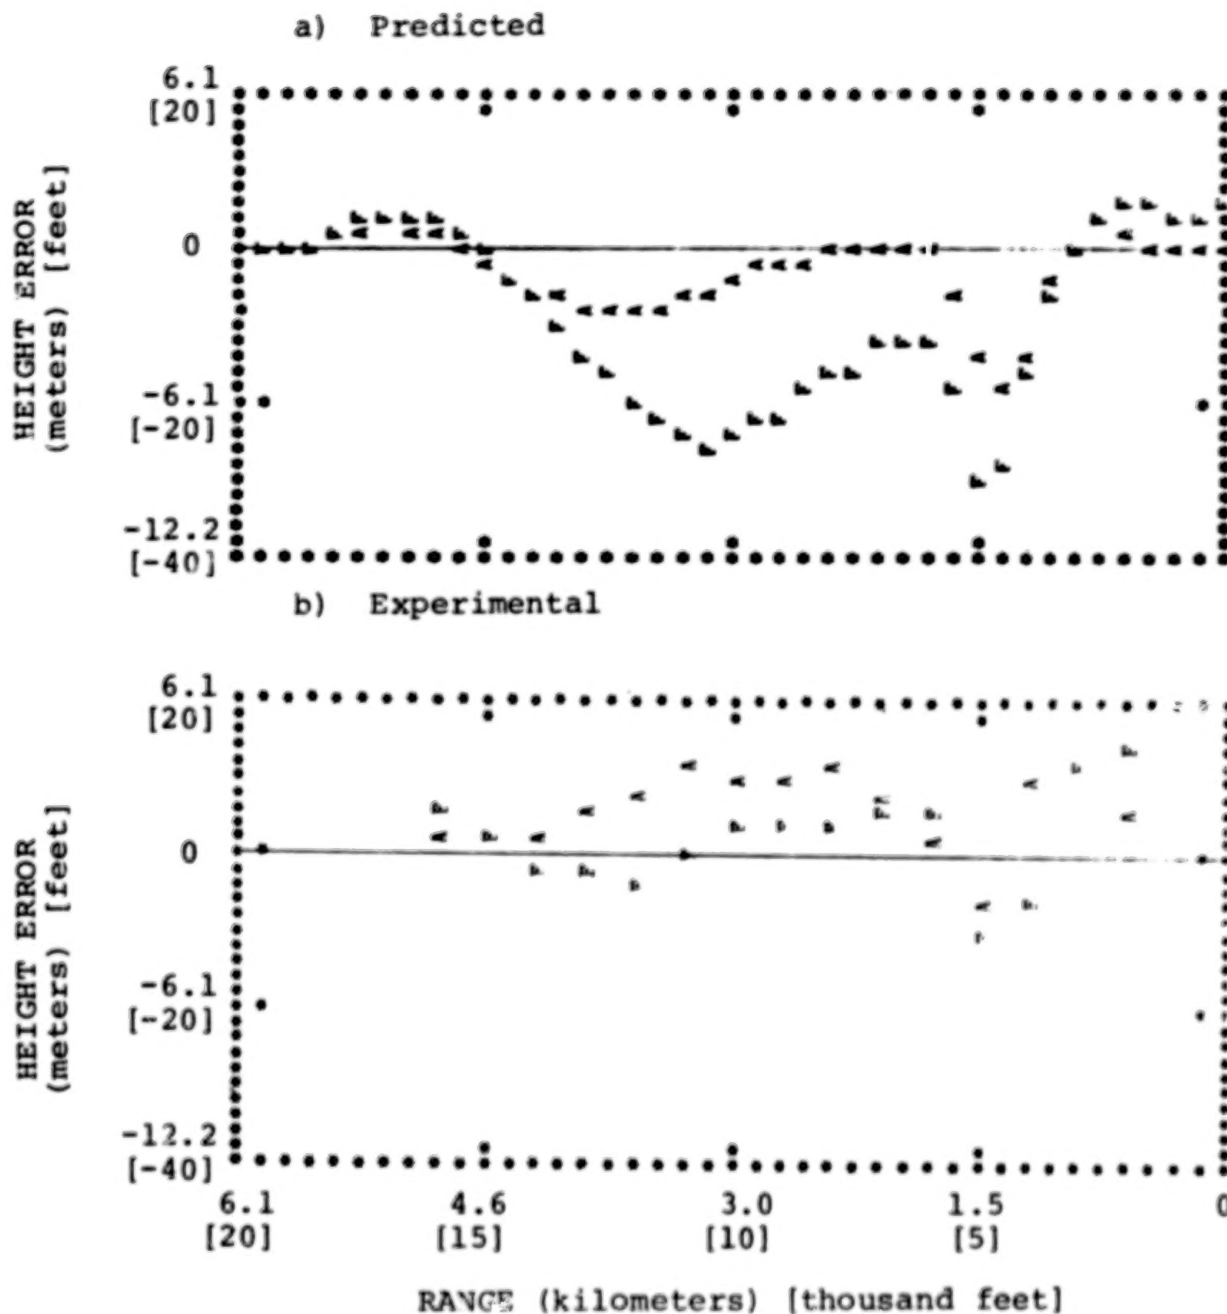 a) Predicted
6.1
[20]
0
-6.1
[-20]
-12.2
[-40]
HEIGHT ERROR
(meters) [feet]
b) Experimental
6.1
[20]
0
-6.1
[-20]
-12.2
[-40]
HEIGHT ERROR
(meters) [feet]
6.1 4.6 3.0 1.5 0
[20] [15] [10] [5]
RANGE (kilometers) [thousand feet]